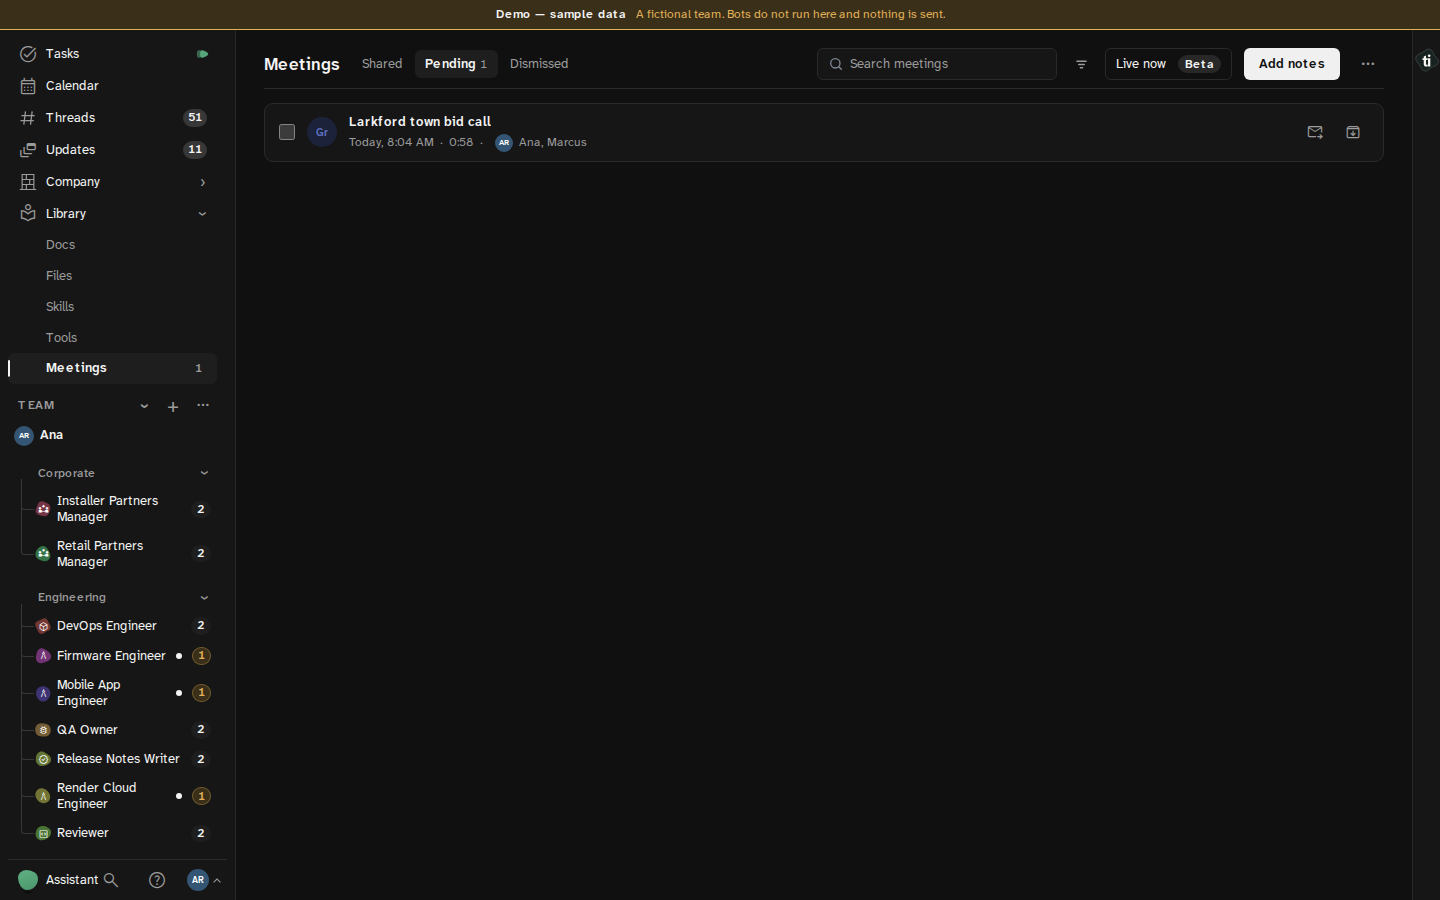 Demo — sample data A fictional team. Bots do not run here and nothing is sent.
Tasks
Calendar
Threads 51
Updates 11
Company
Library
Docs
Files
Skills
Tools
Meetings 1
TEAM
AR Ana
Corporate
Installer Partners
Manager 2
Retail Partners
Manager 2
Engineering
DevOps Engineer 2
Firmware Engineer 1
Mobile App
Engineer 1
QA Owner 2
Release Notes Writer 2
Render Cloud
Engineer 1
Reviewer 2
Assistant
AR
Meetings Shared Pending 1 Dismissed
Search meetings
Live now Beta
Add notes
Gr
Larkford town bid call
Today, 8:04 AM · 0:58 · AR Ana, Marcus
ti